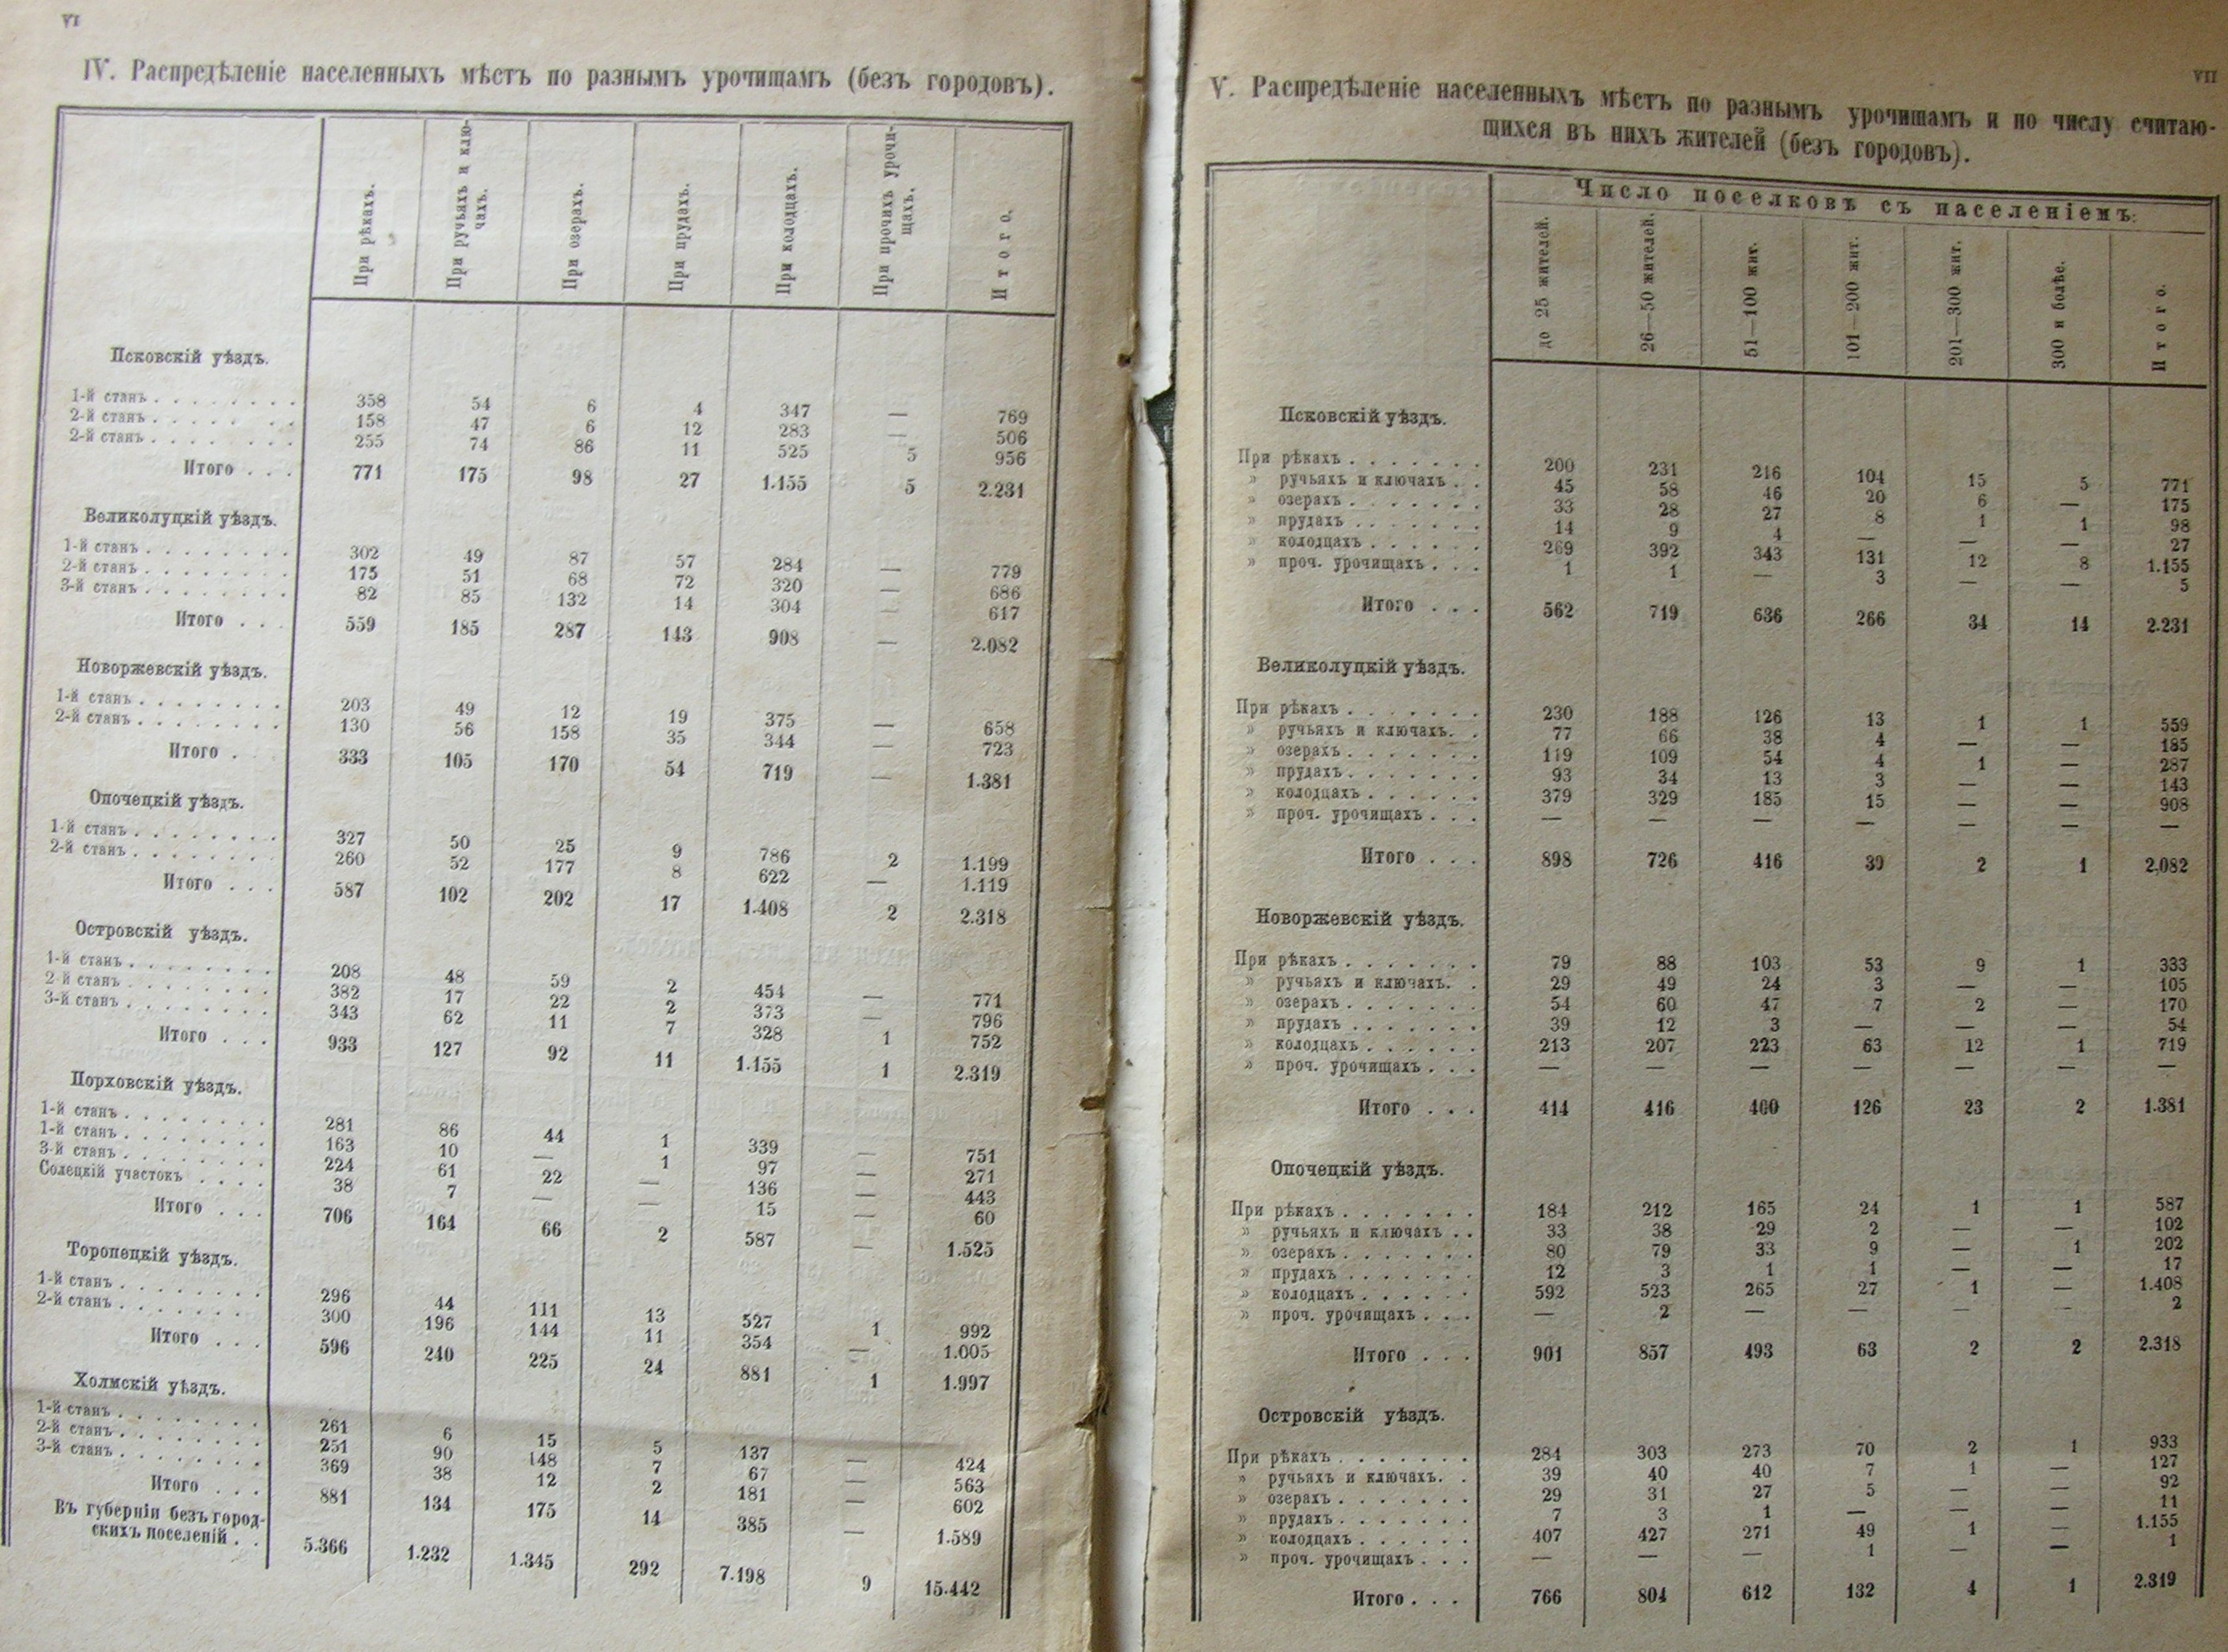 VI
IV. Распредѣленіе населенныхъ мѣстъ по разнымъ урочищамъ (безъ городовъ).
При рѣкахъ. При ручьяхъ и клю- При озерахъ. При прудахъ. При колодцахъ. При прочихъ урочи- Итого.
чахъ. щахъ.
Псковскій уѣздъ.
1-й станъ . . . . . . . . 358 54 6 4 347 — 769
2-й станъ . . . . . . . . 158 47 6 12 283 — 506
2-й станъ . . . . . . . . 255 74 86 11 525 5 956
Итого . . . 771 175 98 27 1.155 5 2.231
Великолуцкій уѣздъ.
1-й станъ . . . . . . . . 302 49 87 57 284 — 779
2-й станъ . . . . . . . . 175 51 68 72 320 — 686
3-й станъ . . . . . . . . 82 85 132 14 304 — 617
Итого . . . 559 185 287 143 908 — 2.082
Новоржевскій уѣздъ.
1-й станъ . . . . . . . . 203 49 12 19 375 — 658
2-й станъ . . . . . . . . 130 56 158 35 344 — 723
Итого . 333 105 170 54 719 — 1.381
Опочецкій уѣздъ.
1-й станъ . . . . . . . . 327 50 25 9 786 2 1.199
2-й станъ . . . . . . . . 260 52 177 8 622 — 1.119
Итого . . . 587 102 202 17 1.408 2 2.318
Островскій уѣздъ.
1-й станъ . . . . . . . . 208 48 59 2 454 — 771
2-й станъ . . . . . . . . 382 17 22 2 373 — 796
3-й станъ . . . . . . . . 343 62 11 7 328 1 752
Итого . . . 933 127 92 11 1.155 1 2.319
Порховскій уѣздъ.
1-й станъ . . . . . . . . 281 86 44 1 339 — 751
1-й станъ . . . . . . . . 163 10 — 1 97 — 271
3-й станъ . . . . . . . . 224 61 22 — 136 — 443
Солецкій участокъ . . . . 38 7 — — 15 — 60
Итого . . . 706 164 66 2 587 — 1.525
Торопецкій уѣздъ.
1-й станъ . . . . . . . . 296 44 111 13 527 1 992
2-й станъ . . . . . . . . 300 196 144 11 354 — 1.005
Итого . . . 596 240 225 24 881 1 1.997
Холмскій уѣздъ.
1-й станъ . . . . . . . . 261 6 15 5 137 — 424
2-й станъ . . . . . . . . 251 90 148 7 67 — 563
3-й станъ . . . . . . . . 369 38 12 2 181 — 602
Итого . . . 881 134 175 14 385 — 1.589
Въ губерніи безъ город-
скихъ поселеній . . 5.366 1.232 1.345 292 7.198 9 15.442
VII
V. Распредѣленіе населенныхъ мѣстъ по разнымъ урочищамъ и по числу считаю-
щихся въ нихъ жителей (безъ городовъ).
Число поселковъ съ населеніемъ:
до 25 жителей. 26—50 жителей. 51—100 жит. 101—200 жит. 201—300 жит. 300 и болѣе. Итого.
Псковскій уѣздъ.
При рѣкахъ . . . . . . . 200 231 216 104 15 5 771
» ручьяхъ и ключахъ . . 45 58 46 20 6 — 175
» озерахъ . . . . . . . 33 28 27 8 1 1 98
» прудахъ . . . . . . . 14 9 4 — — — 27
» колодцахъ . . . . . . 269 392 343 131 12 8 1.155
» проч. урочищахъ . . . 1 1 — 3 — — 5
Итого . . . 562 719 636 266 34 14 2.231
Великолуцкій уѣздъ.
При рѣкахъ . . . . . . . 230 188 126 13 1 1 559
» ручьяхъ и ключахъ. . 77 66 38 4 — — 185
» озерахъ . . . . . . . 119 109 54 4 1 — 287
» прудахъ . . . . . . . 93 34 13 3 — — 143
» колодцахъ . . . . . . 379 329 185 15 — — 908
» проч. урочищахъ . . . — — — — — — —
Итого . . . 898 726 416 39 2 1 2,082
Новоржевскій уѣздъ.
При рѣкахъ . . . . . . . 79 88 103 53 9 1 333
» ручьяхъ и ключахъ. . 29 49 24 3 — — 105
» озерахъ . . . . . . . 54 60 47 7 2 — 170
» прудахъ . . . . . . . 39 12 3 — — — 54
» колодцахъ . . . . . . 213 207 223 63 12 1 719
» проч. урочищахъ . . . — — — — — — —
Итого . . . 414 416 400 126 23 2 1.381
Опочецкій уѣздъ.
При рѣкахъ . . . . . . . 184 212 165 24 1 1 587
» ручьяхъ и ключахъ . . 33 38 29 2 — — 102
» озерахъ . . . . . . . 80 79 33 9 — 1 202
» прудахъ . . . . . . . 12 3 1 1 — — 17
» колодцахъ . . . . . . 592 523 265 27 1 — 1.408
» проч. урочищахъ . . . — 2 — — — — 2
Итого . . . 901 857 493 63 2 2 2.318
Островскій уѣздъ.
При рѣкахъ . . . . . . . 284 303 273 70 2 1 933
» ручьяхъ и ключахъ. . 39 40 40 7 1 — 127
» озерахъ . . . . . . . 29 31 27 5 — — 92
» прудахъ . . . . . . . 7 3 1 — — — 11
» колодцахъ . . . . . . 407 427 271 49 1 — 1.155
» проч. урочищахъ . . . — — — 1 — — 1
Итого . . . 766 804 612 132 4 1 2.319